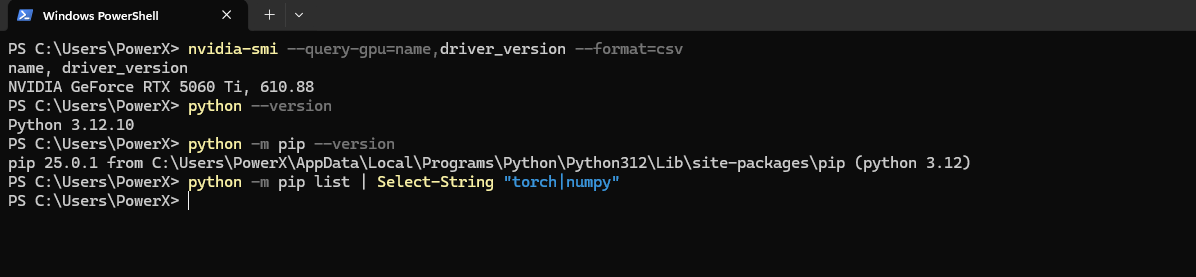 Windows PowerShell
PS C:\Users\PowerX> nvidia-smi --query-gpu=name,driver_version --format=csv
name, driver_version
NVIDIA GeForce RTX 5060 Ti, 610.88
PS C:\Users\PowerX> python --version
Python 3.12.10
PS C:\Users\PowerX> python -m pip --version
pip 25.0.1 from C:\Users\PowerX\AppData\Local\Programs\Python\Python312\Lib\site-packages\pip (python 3.12)
PS C:\Users\PowerX> python -m pip list | Select-String "torch|numpy"
PS C:\Users\PowerX>